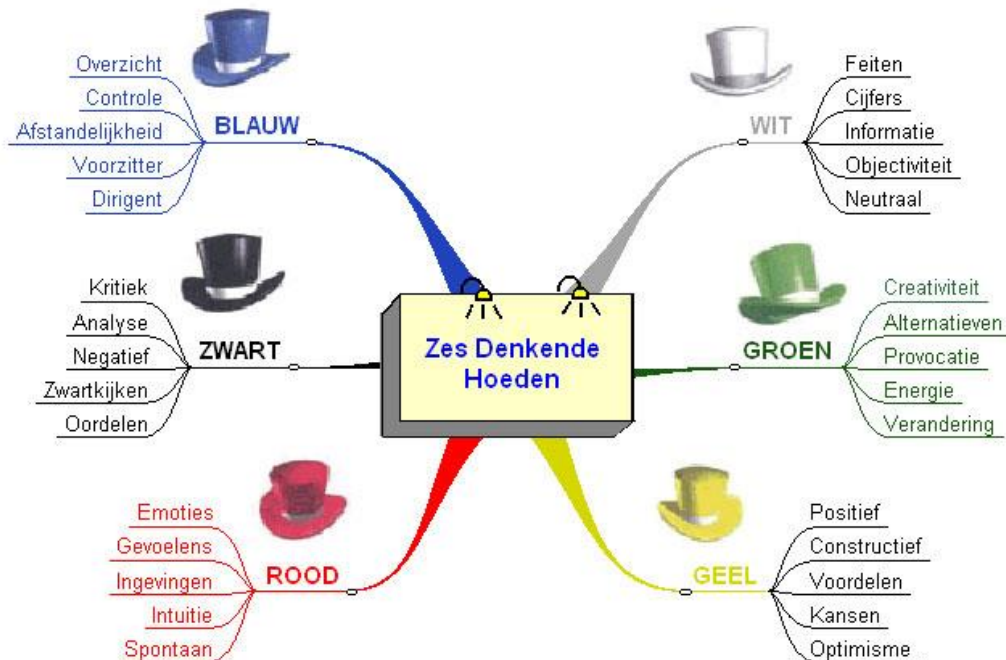 Zes Denkende
Hoeden
BLAUW
Overzicht
Controle
Afstandelijkheid
Voorzitter
Dirigent
WIT
Feiten
Cijfers
Informatie
Objectiviteit
Neutraal
ZWART
Kritiek
Analyse
Negatief
Zwartkijken
Oordelen
GROEN
Creativiteit
Alternatieven
Provocatie
Energie
Verandering
ROOD
Emoties
Gevoelens
Ingevingen
Intuitie
Spontaan
GEEL
Positief
Constructief
Voordelen
Kansen
Optimisme